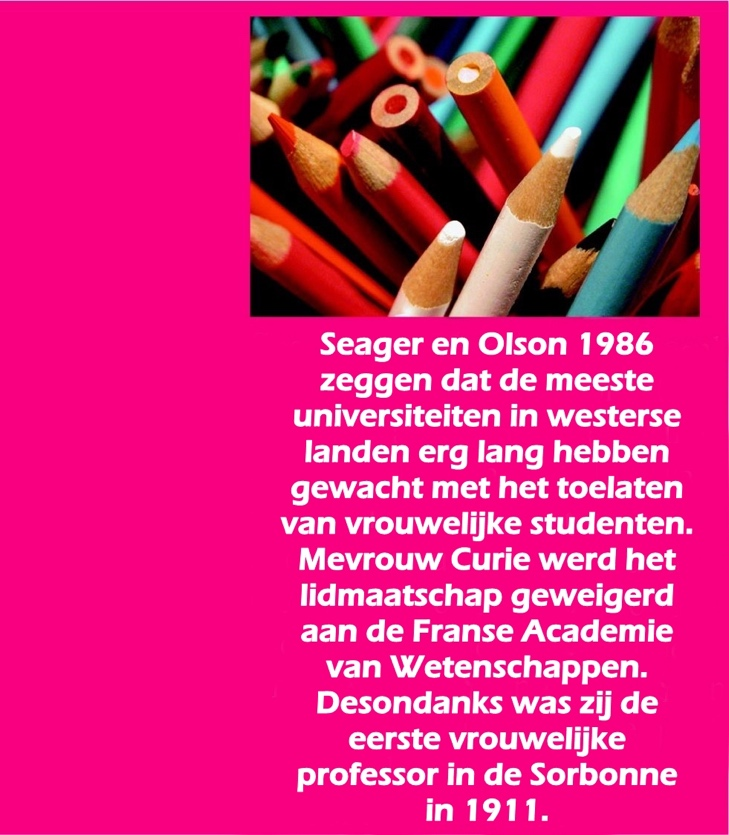 Seager en Olson 1986
zeggen dat de meeste
universiteiten in westerse
landen erg lang hebben
gewacht met het toelaten
van vrouwelijke studenten.
Mevrouw Curie werd het
lidmaatschap geweigerd
aan de Franse Academie
van Wetenschappen.
Desondanks was zij de
eerste vrouwelijke
professor in de Sorbonne
in 1911.